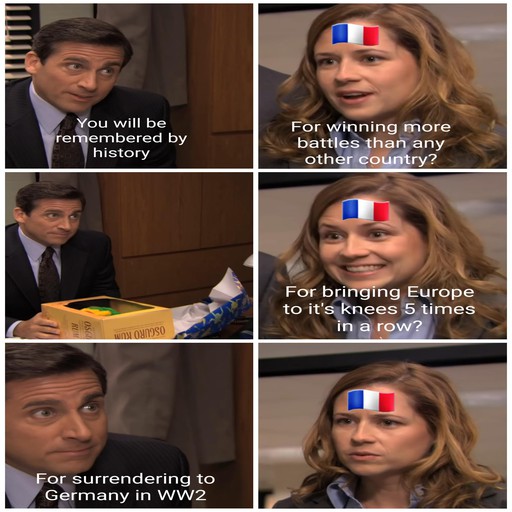 You will be
remembered by
history
For winning more
battles than any
other country?
For bringing Europe
to it's knees 5 times
in a row?
For surrendering to
Germany in WW2